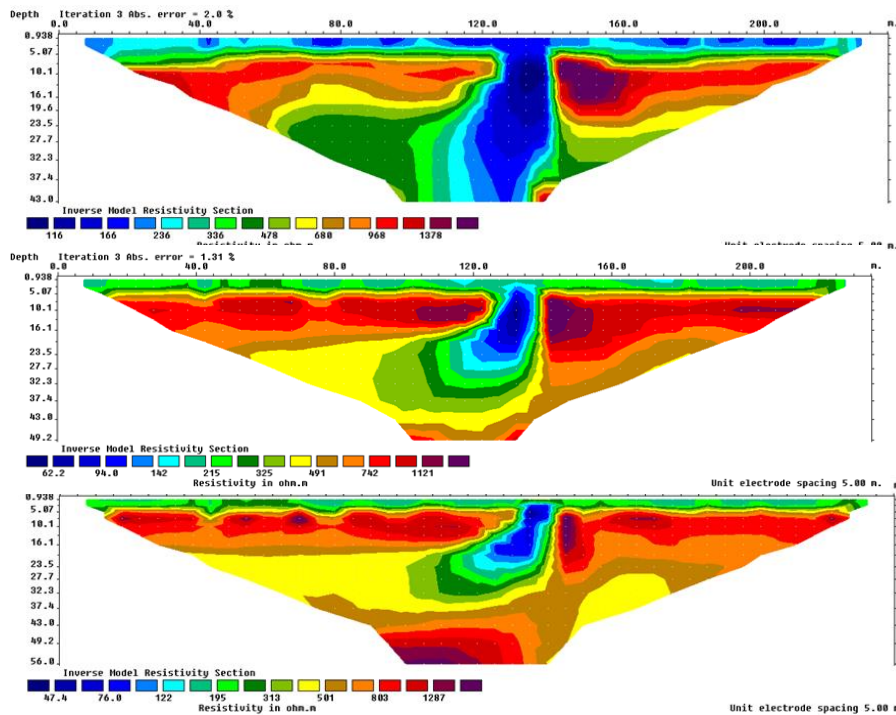 Depth Iteration 3 Abs. error = 2.0 %
0.0 40.0 80.0 120.0 160.0 200.0 m.
0.938
5.07
10.1
16.1
19.6
23.5
27.7
32.3
37.4
43.0
Inverse Model Resistivity Section
116 166 236 336 478 680 968 1378
Resistivity in ohm.m Unit electrode spacing 5.00 m.
Depth Iteration 3 Abs. error = 1.31 %
0.0 40.0 80.0 120.0 160.0 200.0 m.
0.938
5.07
10.1
16.1
23.5
27.7
32.3
37.4
43.0
49.2
Inverse Model Resistivity Section
62.2 94.0 142 215 325 491 742 1121
Resistivity in ohm.m Unit electrode spacing 5.00 m.
0.938
5.07
10.1
16.1
23.5
27.7
32.3
37.4
43.0
49.2
56.0
Inverse Model Resistivity Section
47.4 76.0 122 195 313 501 803 1287
Resistivity in ohm.m Unit electrode spacing 5.00 m